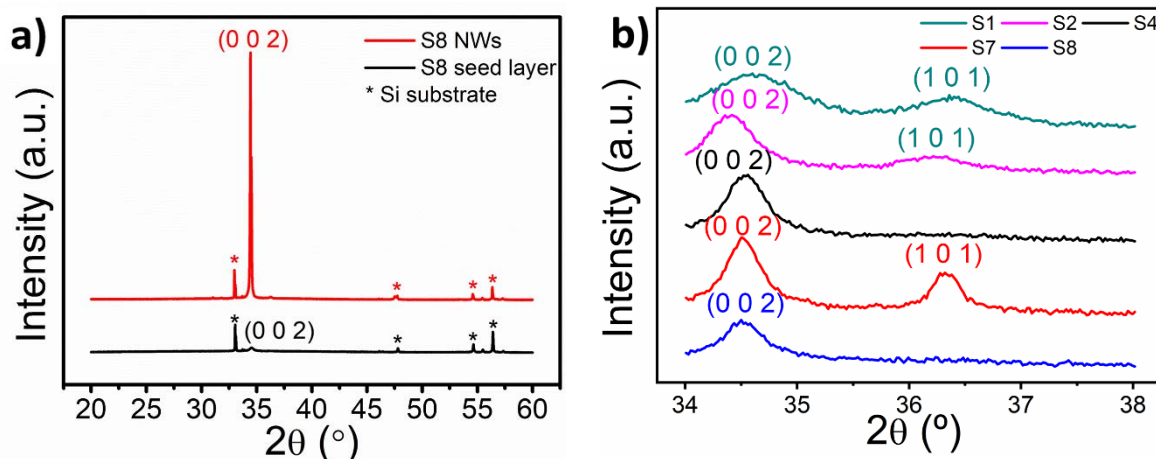 a)
(0 0 2)
S8 NWs
S8 seed layer
* Si substrate
Intensity (a.u.)
* * * *
* (0 0 2) * * *
20 25 30 35 40 45 50 55 60
2θ (°)
b)
S1 S2 S4
S7 S8
(0 0 2)
(1 0 1)
(0 0 2)
(1 0 1)
(0 0 2)
(0 0 2)
(1 0 1)
(0 0 2)
Intensity (a.u.)
34 35 36 37 38
2θ (º)